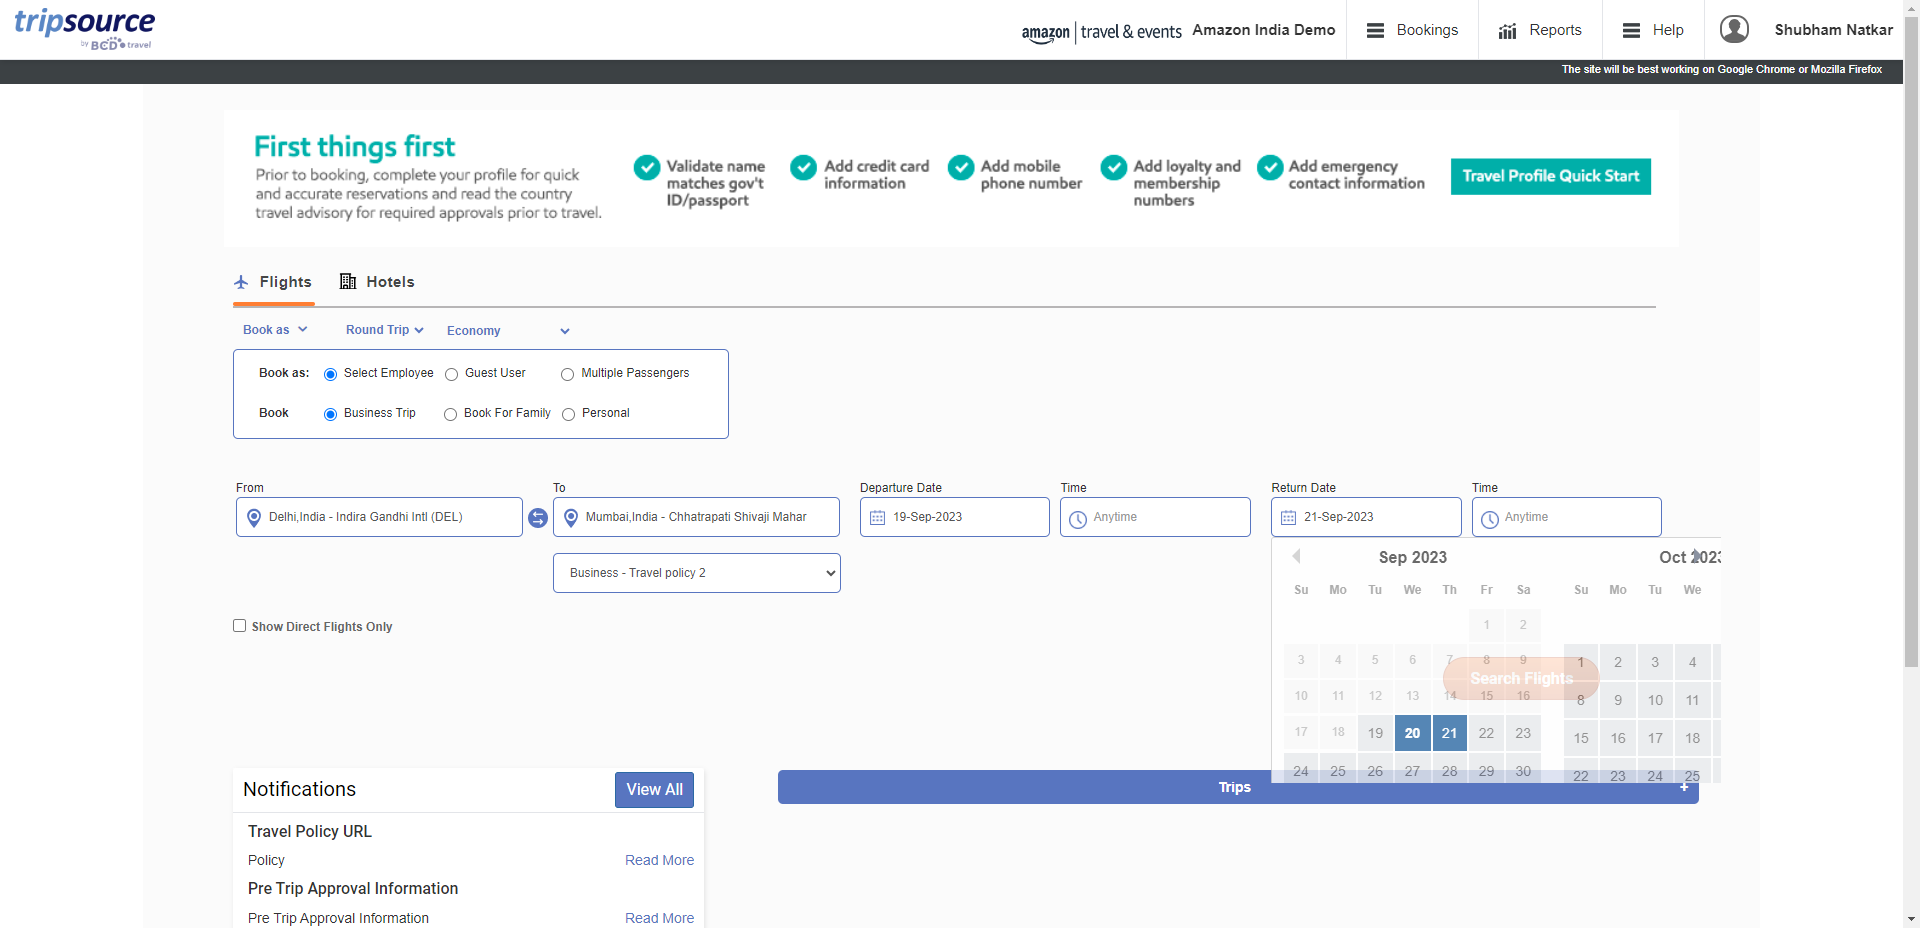 tripsource
by BCD travel
amazon | travel & events Amazon India Demo
Bookings
Reports
Help
Shubham Natkar
The site will be best working on Google Chrome or Mozilla Firefox
First things first
Prior to booking, complete your profile for quick
and accurate reservations and read the country
travel advisory for required approvals prior to travel.
Validate name
matches gov't
ID/passport
Add credit card
information
Add mobile
phone number
Add loyalty and
membership
numbers
Add emergency
contact information
Travel Profile Quick Start
Flights
Hotels
Book as
Round Trip
Economy
Book as: Select Employee Guest User Multiple Passengers
Book Business Trip Book For Family Personal
From
To
Departure Date
Time
Return Date
Time
Delhi,India - Indira Gandhi Intl (DEL)
Mumbai,India - Chhatrapati Shivaji Mahar
19-Sep-2023
Anytime
21-Sep-2023
Anytime
Business - Travel policy 2
Show Direct Flights Only
Sep 2023
Su Mo Tu We Th Fr Sa
1 2
3 4 5 6 7 8 9
10 11 12 13 14 15 16
17 18 19 20 21 22 23
24 25 26 27 28 29 30
Oct 2023
Su Mo Tu We
1 2 3 4
8 9 10 11
15 16 17 18
22 23 24 25
Search Flights
Notifications
View All
Travel Policy URL
Policy
Read More
Pre Trip Approval Information
Pre Trip Approval Information
Read More
Trips
+